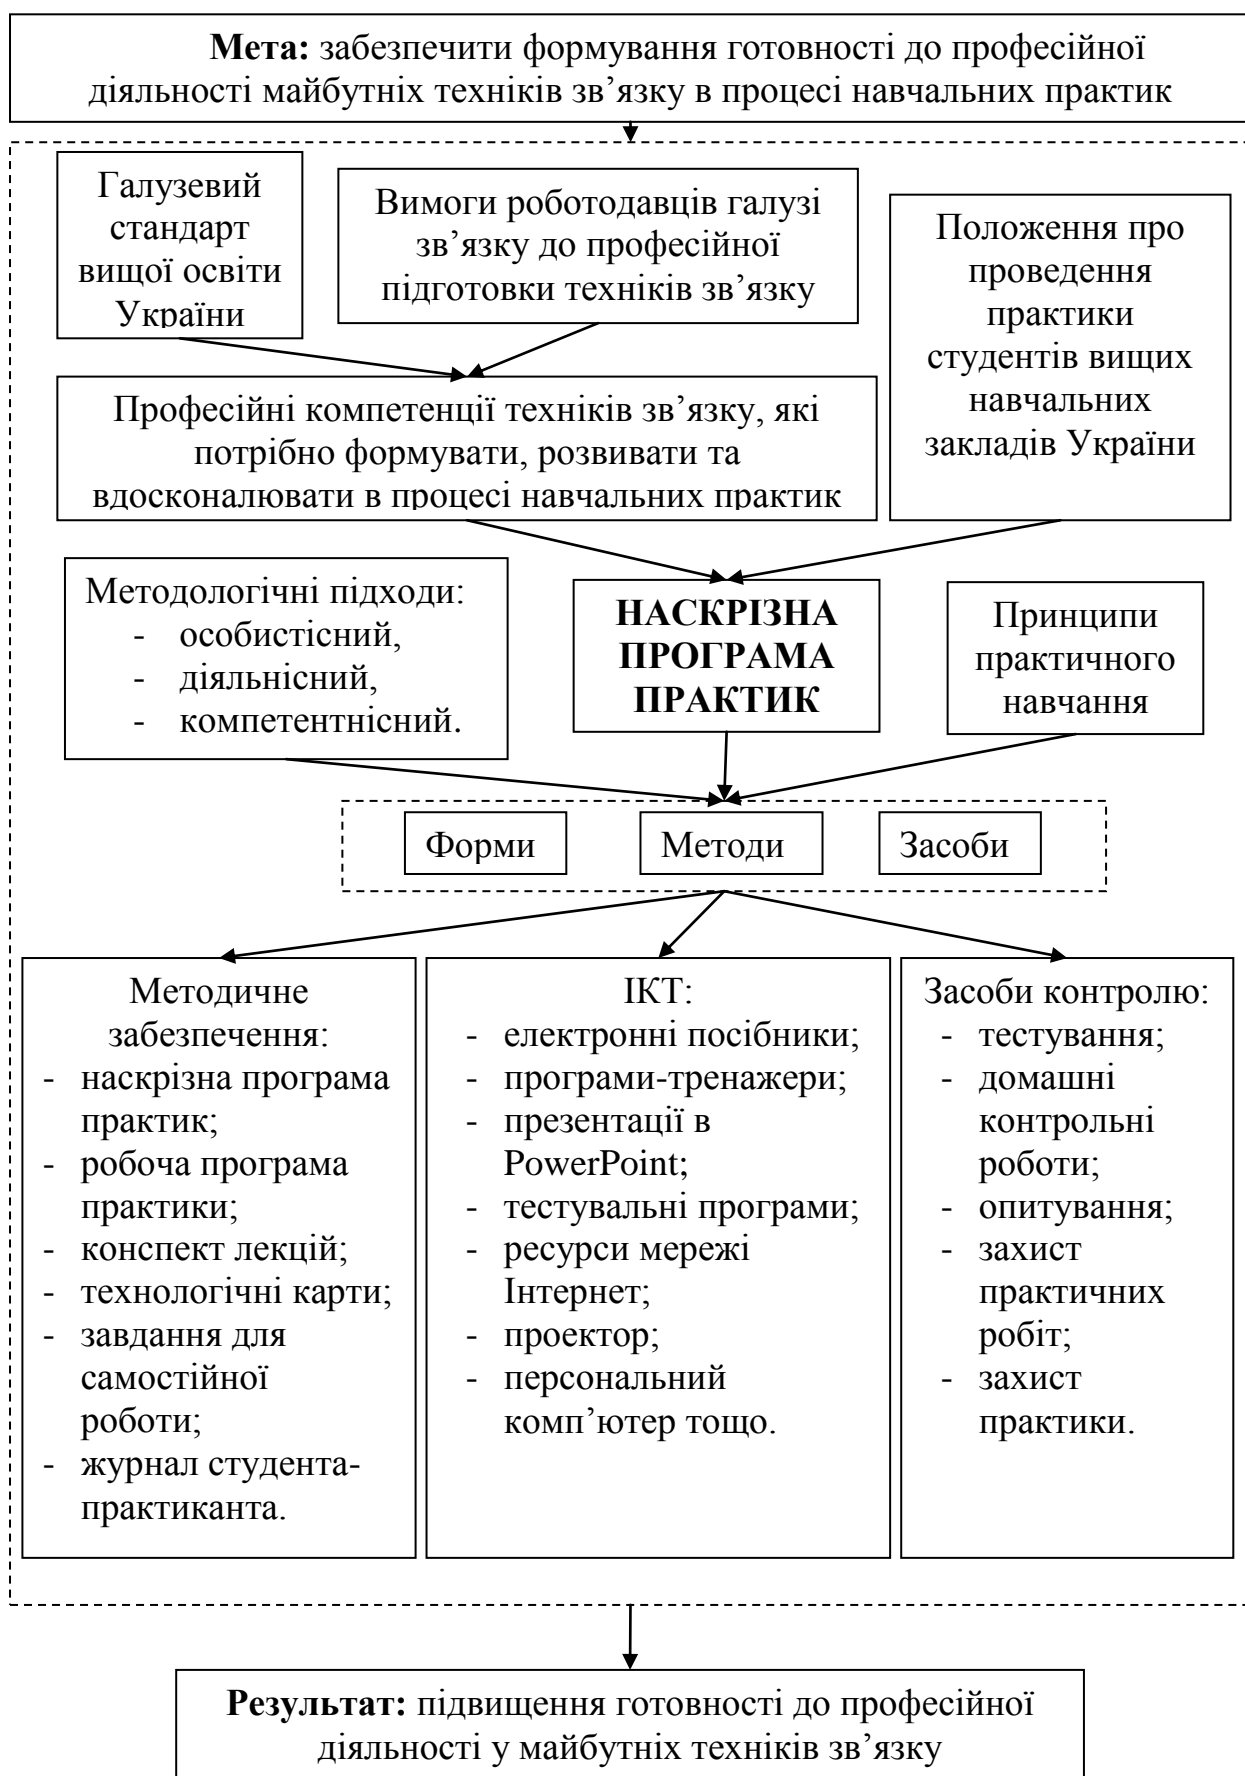 Мета: забезпечити формування готовності до професійної
діяльності майбутніх техніків зв’язку в процесі навчальних практик
Галузевий
стандарт
вищої освіти
України
Вимоги роботодавців галузі
зв’язку до професійної
підготовки техніків зв’язку
Положення про
проведення
практики
студентів вищих
навчальних
закладів України
Професійні компетенції техніків зв’язку, які
потрібно формувати, розвивати та
вдосконалювати в процесі навчальних практик
Методологічні підходи:
- особистісний,
- діяльнісний,
- компетентнісний.
НАСКРІЗНА
ПРОГРАМА
ПРАКТИК
Принципи
практичного
навчання
Форми
Методи
Засоби
Методичне
забезпечення:
- наскрізна програма
практик;
- робоча програма
практики;
- конспект лекцій;
- технологічні карти;
- завдання для
самостійної
роботи;
- журнал студента-
практиканта.
ІКТ:
- електронні посібники;
- програми-тренажери;
- презентації в
PowerPoint;
- тестувальні програми;
- ресурси мережі
Інтернет;
- проектор;
- персональний
комп’ютер тощо.
Засоби контролю:
- тестування;
- домашні
контрольні
роботи;
- опитування;
- захист
практичних
робіт;
- захист
практики.
Результат: підвищення готовності до професійної
діяльності у майбутніх техніків зв’язку